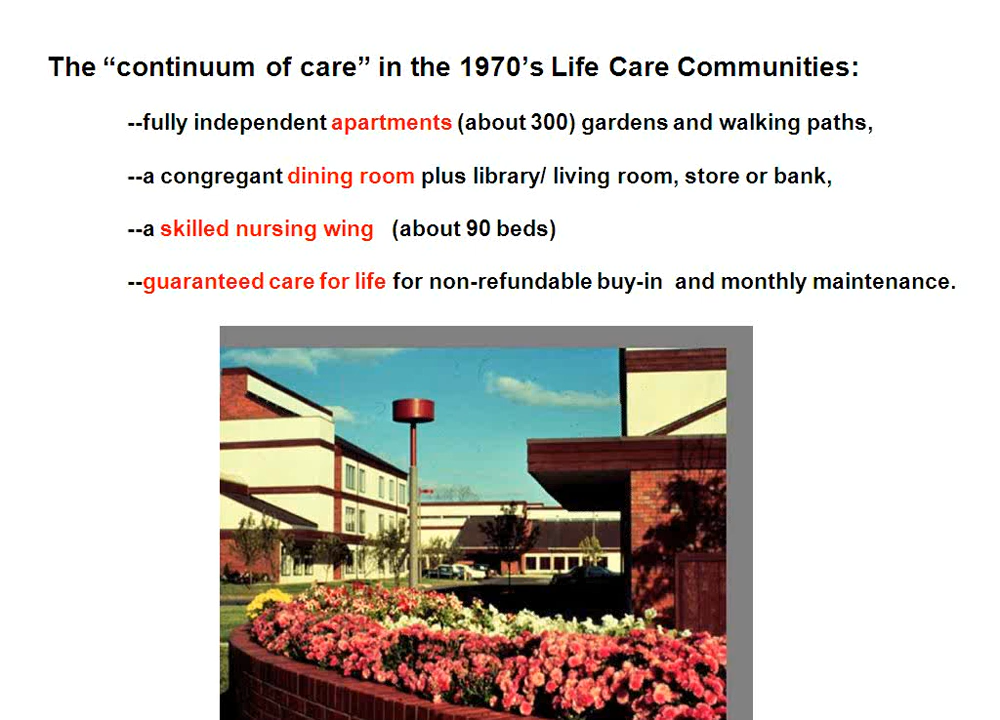 The “continuum of care” in the 1970’s Life Care Communities:
--fully independent apartments (about 300) gardens and walking paths,
--a congregant dining room plus library/ living room, store or bank,
--a skilled nursing wing (about 90 beds)
--guaranteed care for life for non-refundable buy-in and monthly maintenance.